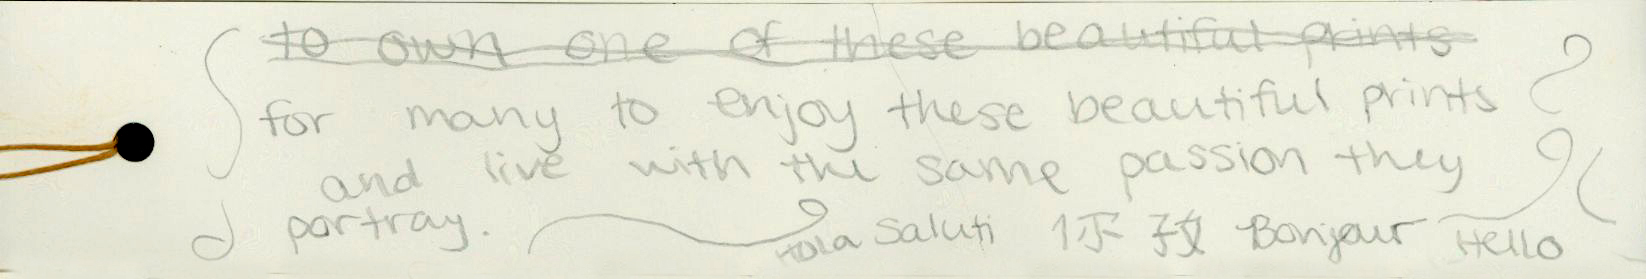 to own one of these beautiful prints
for many to enjoy these beautiful prints
and live with the same passion they
portray. Hola Saluti 你 Bonjour Hello